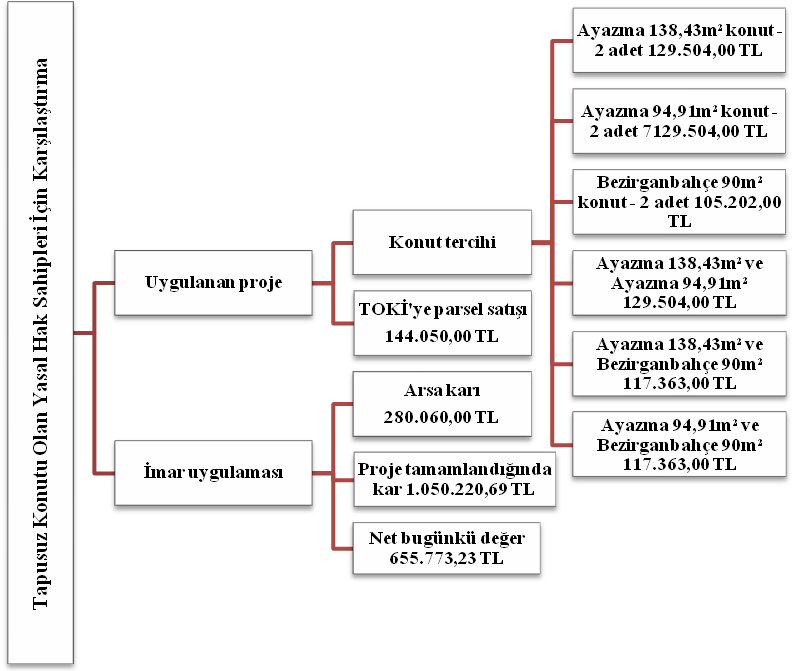 Tapusuz Konutu Olan Yasal Hak Sahipleri İçin Karşılaştırma
Uygulanan proje
Konut tercihi
Ayazma 138,43m² konut -
2 adet 129.504,00 TL
Ayazma 94,91m² konut -
2 adet 7129.504,00 TL
Bezirganbahçe 90m²
konut - 2 adet 105.202,00
TL
Ayazma 138,43m² ve
Ayazma 94,91m²
129.504,00 TL
Ayazma 138,43m² ve
Bezirganbahçe 90m²
117.363,00 TL
Ayazma 94,91m² ve
Bezirganbahçe 90m²
117.363,00 TL
TOKİ'ye parsel satışı
144.050,00 TL
İmar uygulaması
Arsa karı
280.060,00 TL
Proje tamamlandığında
kar 1.050.220,69 TL
Net bugünkü değer
655.773,23 TL